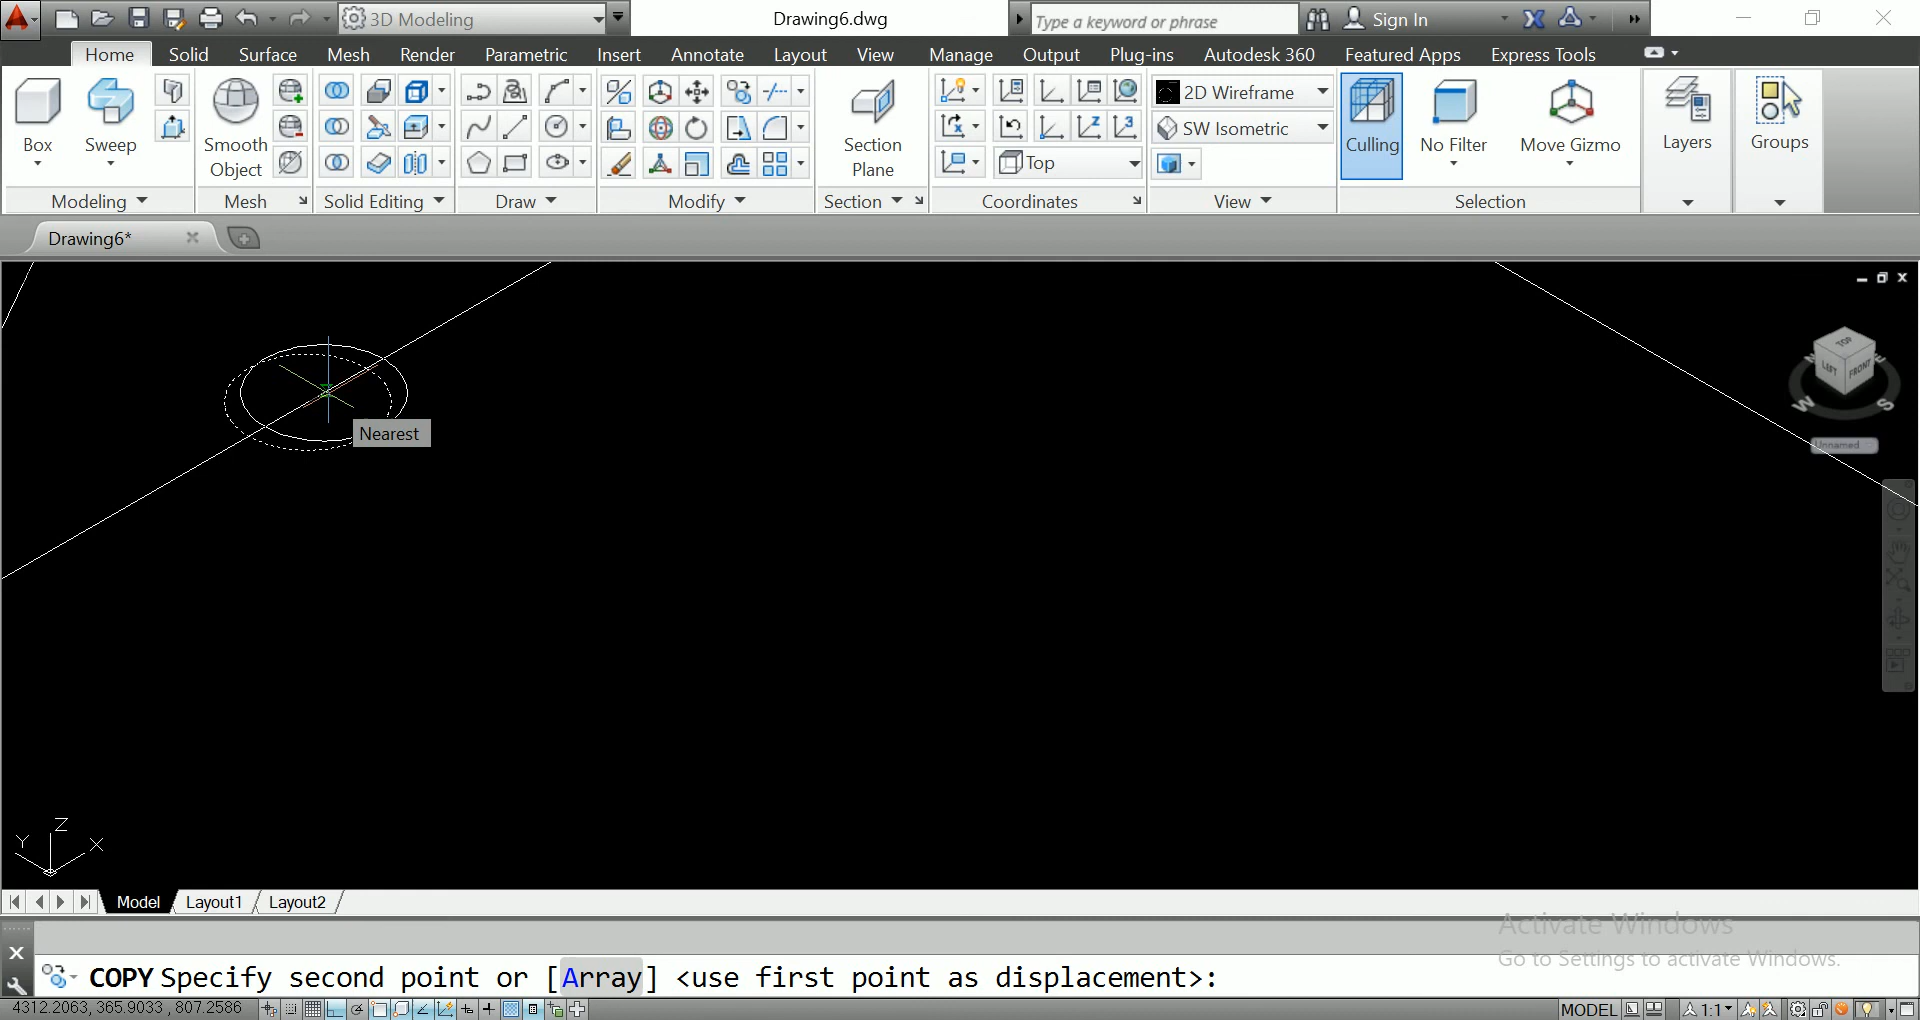 3D Modeling
Drawing6.dwg
Type a keyword or phrase
Sign In
Home Solid Surface Mesh Render Parametric Insert Annotate Layout View Manage Output Plug-ins Autodesk 360 Featured Apps Express Tools
2D Wireframe
SW Isometric
Box Sweep Smooth Object Section Plane Culling No Filter Move Gizmo Layers Groups
Top
Modeling Mesh Solid Editing Draw Modify Section Coordinates View Selection
Drawing6*
Nearest
TOP
LEFT FRONT
N E
W S
Unnamed
Z
Y X
Model Layout1 Layout2
Activate Windows
Go to Settings to activate Windows.
COPY Specify second point or [Array] <use first point as displacement>:
4312.2063, 365.9033 , 807.2586
MODEL 1:1